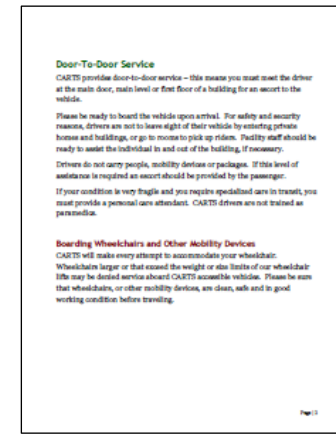 Door-To-Door Service
CARTS provides door-to-door service – this means you must meet the driver
at the main door, main level or first floor of a building for an escort to the
vehicle.
Please be ready to board the vehicle upon arrival. For safety and security
reasons, drivers are not to leave sight of their vehicle by entering private
homes and buildings, or go to rooms to pick up riders. Facility staff should be
ready to assist the individual in and out of the building, if necessary.
Drivers do not carry people, mobility devices or packages. If this level of
assistance is required an escort should be provided by the passenger.
If your condition is very fragile and you require specialized care in transit, you
must provide a personal care attendant. CARTS drivers are not trained as
paramedics.
Boarding Wheelchairs and Other Mobility Devices
CARTS will make every attempt to accommodate your wheelchair.
Wheelchairs larger or that exceed the weight or size limits of our wheelchair
lifts may be denied service aboard CARTS accessible vehicles. Please be sure
that wheelchairs, or other mobility devices, are clean, safe and in good
working condition before traveling.
Page |